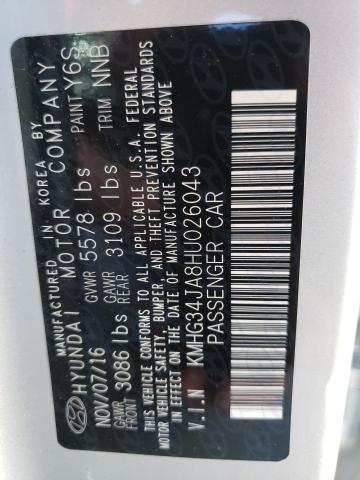 MANUFACTURED IN KOREA BY
HYUNDAI MOTOR COMPANY
NOV/07/16 GVWR 5578 lbs PAINT Y6S
GAWR FRONT 3086 lbs GAWR REAR 3109 lbs TRIM NNB
THIS VEHICLE CONFORMS TO ALL APPLICABLE U.S.A. FEDERAL
MOTOR VEHICLE SAFETY, BUMPER, AND THEFT PREVENTION STANDARDS
IN EFFECT ON THE DATE OF MANUFACTURE SHOWN ABOVE
V.I.N KMHG34JA8HU026043
PASSENGER CAR